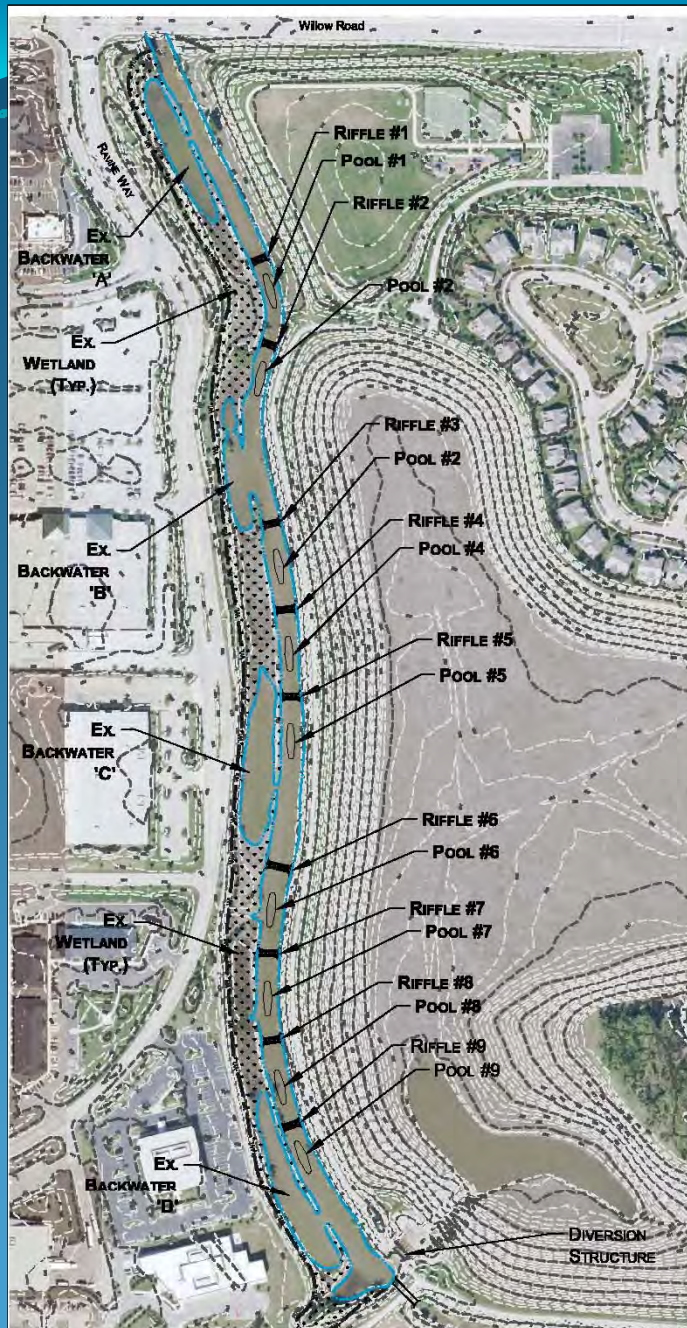 Willow Road
RIFFLE #1
POOL #1
RAVINE WAY
RIFFLE #2
EX.
BACKWATER
'A'
POOL #2
EX.
WETLAND
(TYP.)
RIFFLE #3
POOL #2
RIFFLE #4
EX.
BACKWATER
'B'
POOL #4
RIFFLE #5
POOL #5
EX.
BACKWATER
'C'
RIFFLE #6
POOL #6
RIFFLE #7
EX.
WETLAND
(TYP.)
POOL #7
RIFFLE #8
POOL #8
RIFFLE #9
POOL #9
EX.
BACKWATER
'D'
DIVERSION
STRUCTURE